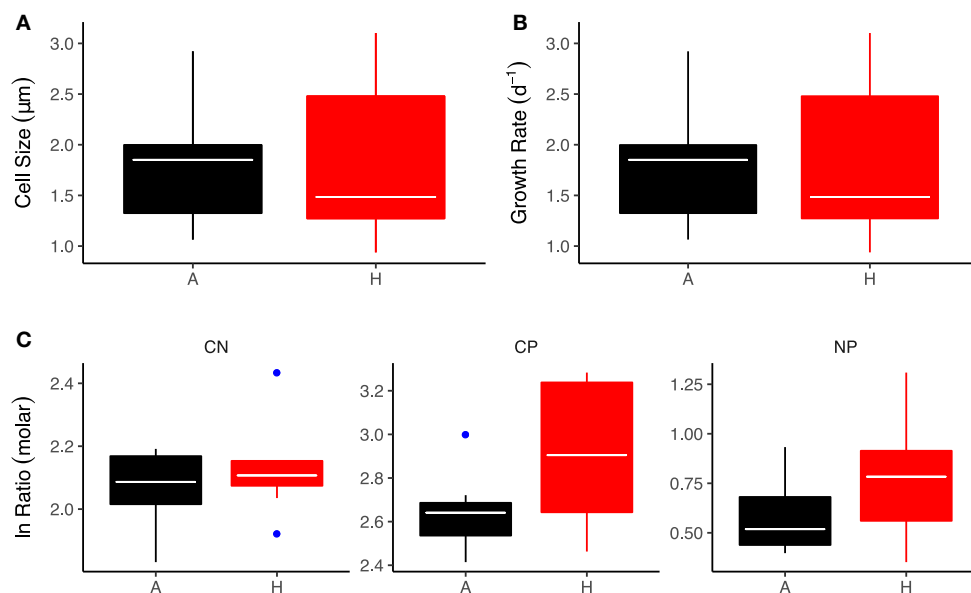 A
Cell Size (μm)
3.0
2.5
2.0
1.5
1.0
A H
B
Growth Rate (d⁻¹)
3.0
2.5
2.0
1.5
1.0
A H
C
ln Ratio (molar)
CN
2.4
2.2
2.0
A H
CP
3.2
3.0
2.8
2.6
2.4
A H
NP
1.25
1.00
0.75
0.50
A H